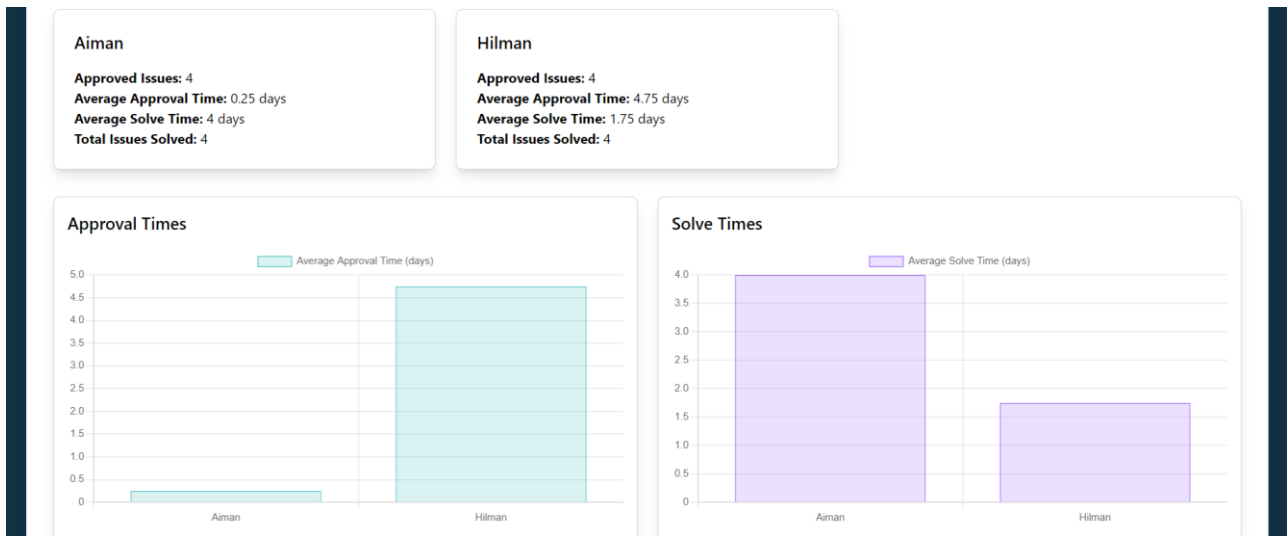 Aiman
Approved Issues: 4
Average Approval Time: 0.25 days
Average Solve Time: 4 days
Total Issues Solved: 4
Hilman
Approved Issues: 4
Average Approval Time: 4.75 days
Average Solve Time: 1.75 days
Total Issues Solved: 4
Approval Times
Average Approval Time (days)
5.0
4.5
4.0
3.5
3.0
2.5
2.0
1.5
1.0
0.5
0
Aiman
Hilman
Solve Times
Average Solve Time (days)
4.0
3.5
3.0
2.5
2.0
1.5
1.0
0.5
0
Aiman
Hilman